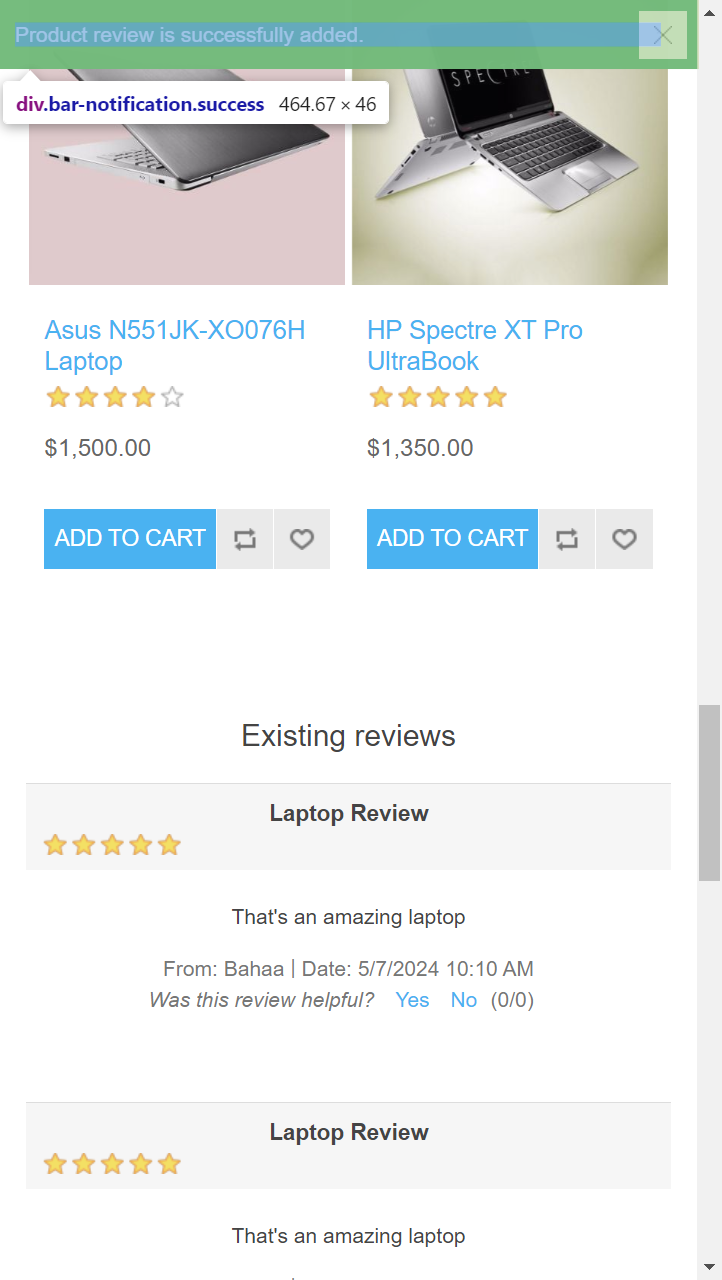 Product review is successfully added.
div.bar-notification.success 464.67 × 46
SPECTRE
Asus N551JK-XO076H
Laptop
HP Spectre XT Pro
UltraBook
$1,500.00
$1,350.00
ADD TO CART
ADD TO CART
Existing reviews
Laptop Review
That's an amazing laptop
From: Bahaa | Date: 5/7/2024 10:10 AM
Was this review helpful? Yes No (0/0)
Laptop Review
That's an amazing laptop